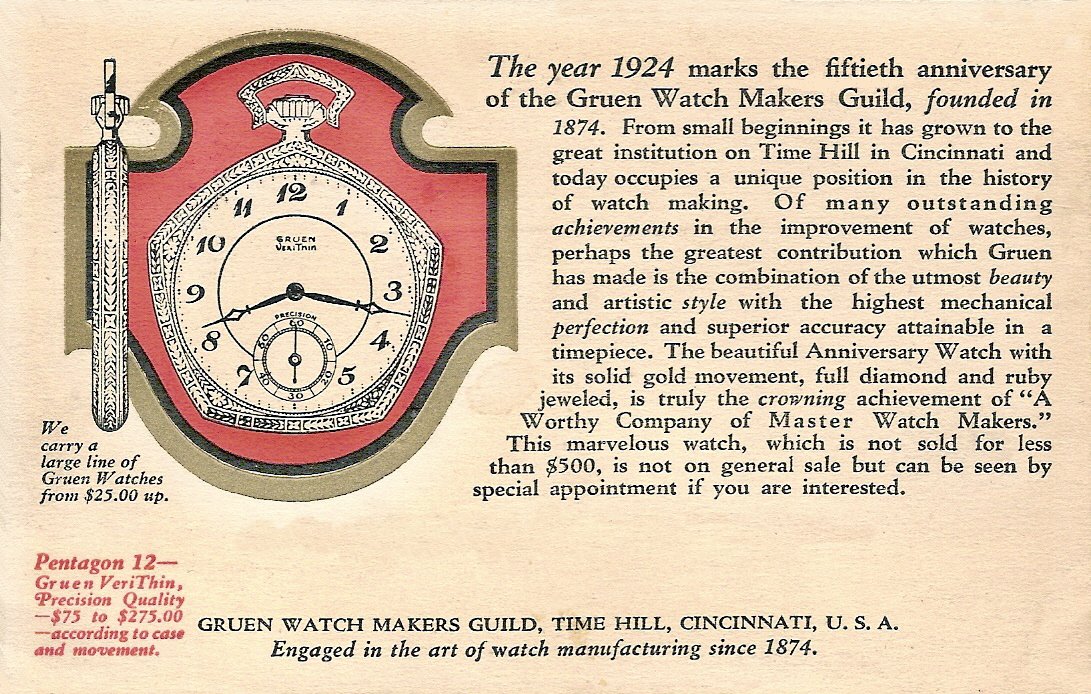 The year 1924 marks the fiftieth anniversary
of the Gruen Watch Makers Guild, founded in
1874. From small beginnings it has grown to the
great institution on Time Hill in Cincinnati and
today occupies a unique position in the history
of watch making. Of many outstanding
achievements in the improvement of watches,
perhaps the greatest contribution which Gruen
has made is the combination of the utmost beauty
and artistic style with the highest mechanical
perfection and superior accuracy attainable in a
timepiece. The beautiful Anniversary Watch with
its solid gold movement, full diamond and ruby
jeweled, is truly the crowning achievement of "A
Worthy Company of Master Watch Makers."
This marvelous watch, which is not sold for less
than $500, is not on general sale but can be seen by
special appointment if you are interested.
12
11
1
10
2
9
3
8
4
7
5
GRUEN
VERITHIN
PRECISION
60
10
20
30
40
50
We
carry a
large line of
Gruen Watches
from $25.00 up.
Pentagon 12—
Gruen VeriThin,
Precision Quality
—$75 to $275.00
—according to case
and movement.
GRUEN WATCH MAKERS GUILD, TIME HILL, CINCINNATI, U. S. A.
Engaged in the art of watch manufacturing since 1874.